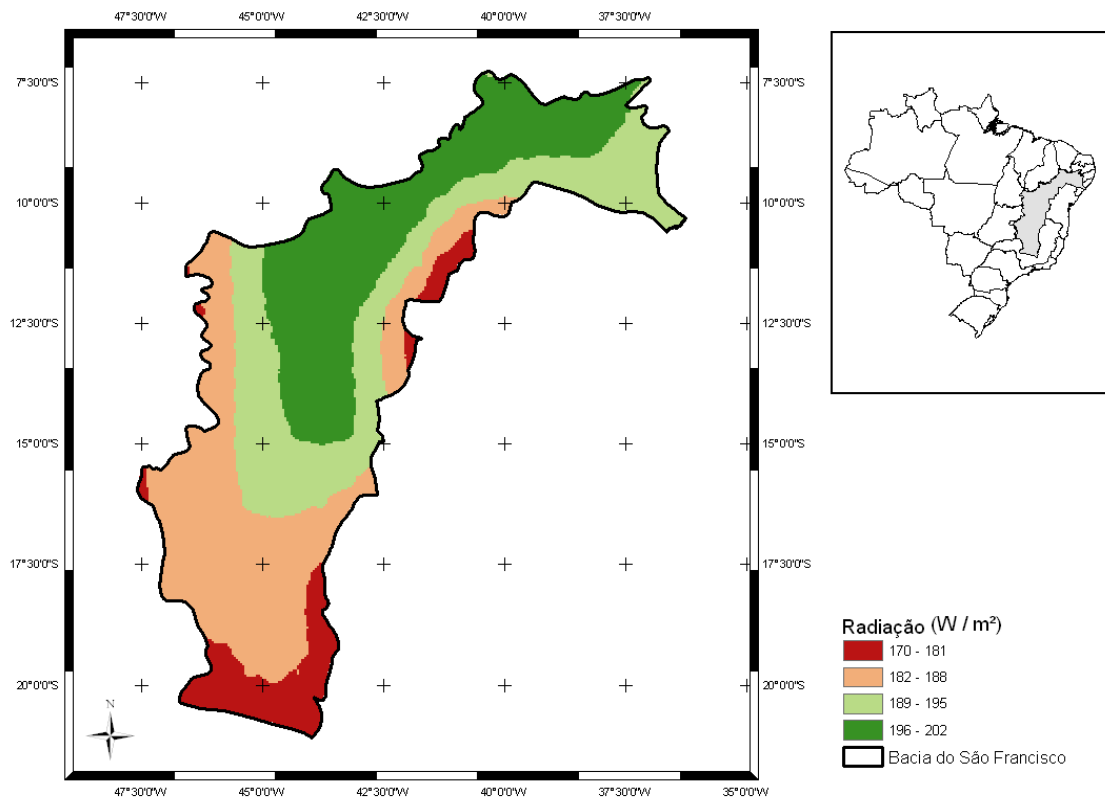 47°30'0"W 45°0'0"W 42°30'0"W 40°0'0"W 37°30'0"W 35°0'0"W
7°30'0"S 7°30'0"S
10°0'0"S 10°0'0"S
12°30'0"S 12°30'0"S
15°0'0"S 15°0'0"S
17°30'0"S 17°30'0"S
20°0'0"S 20°0'0"S
N
47°30'0"W 45°0'0"W 42°30'0"W 40°0'0"W 37°30'0"W 35°0'0"W
Radiação (W / m²)
170 - 181
182 - 188
189 - 195
196 - 202
Bacia do São Francisco